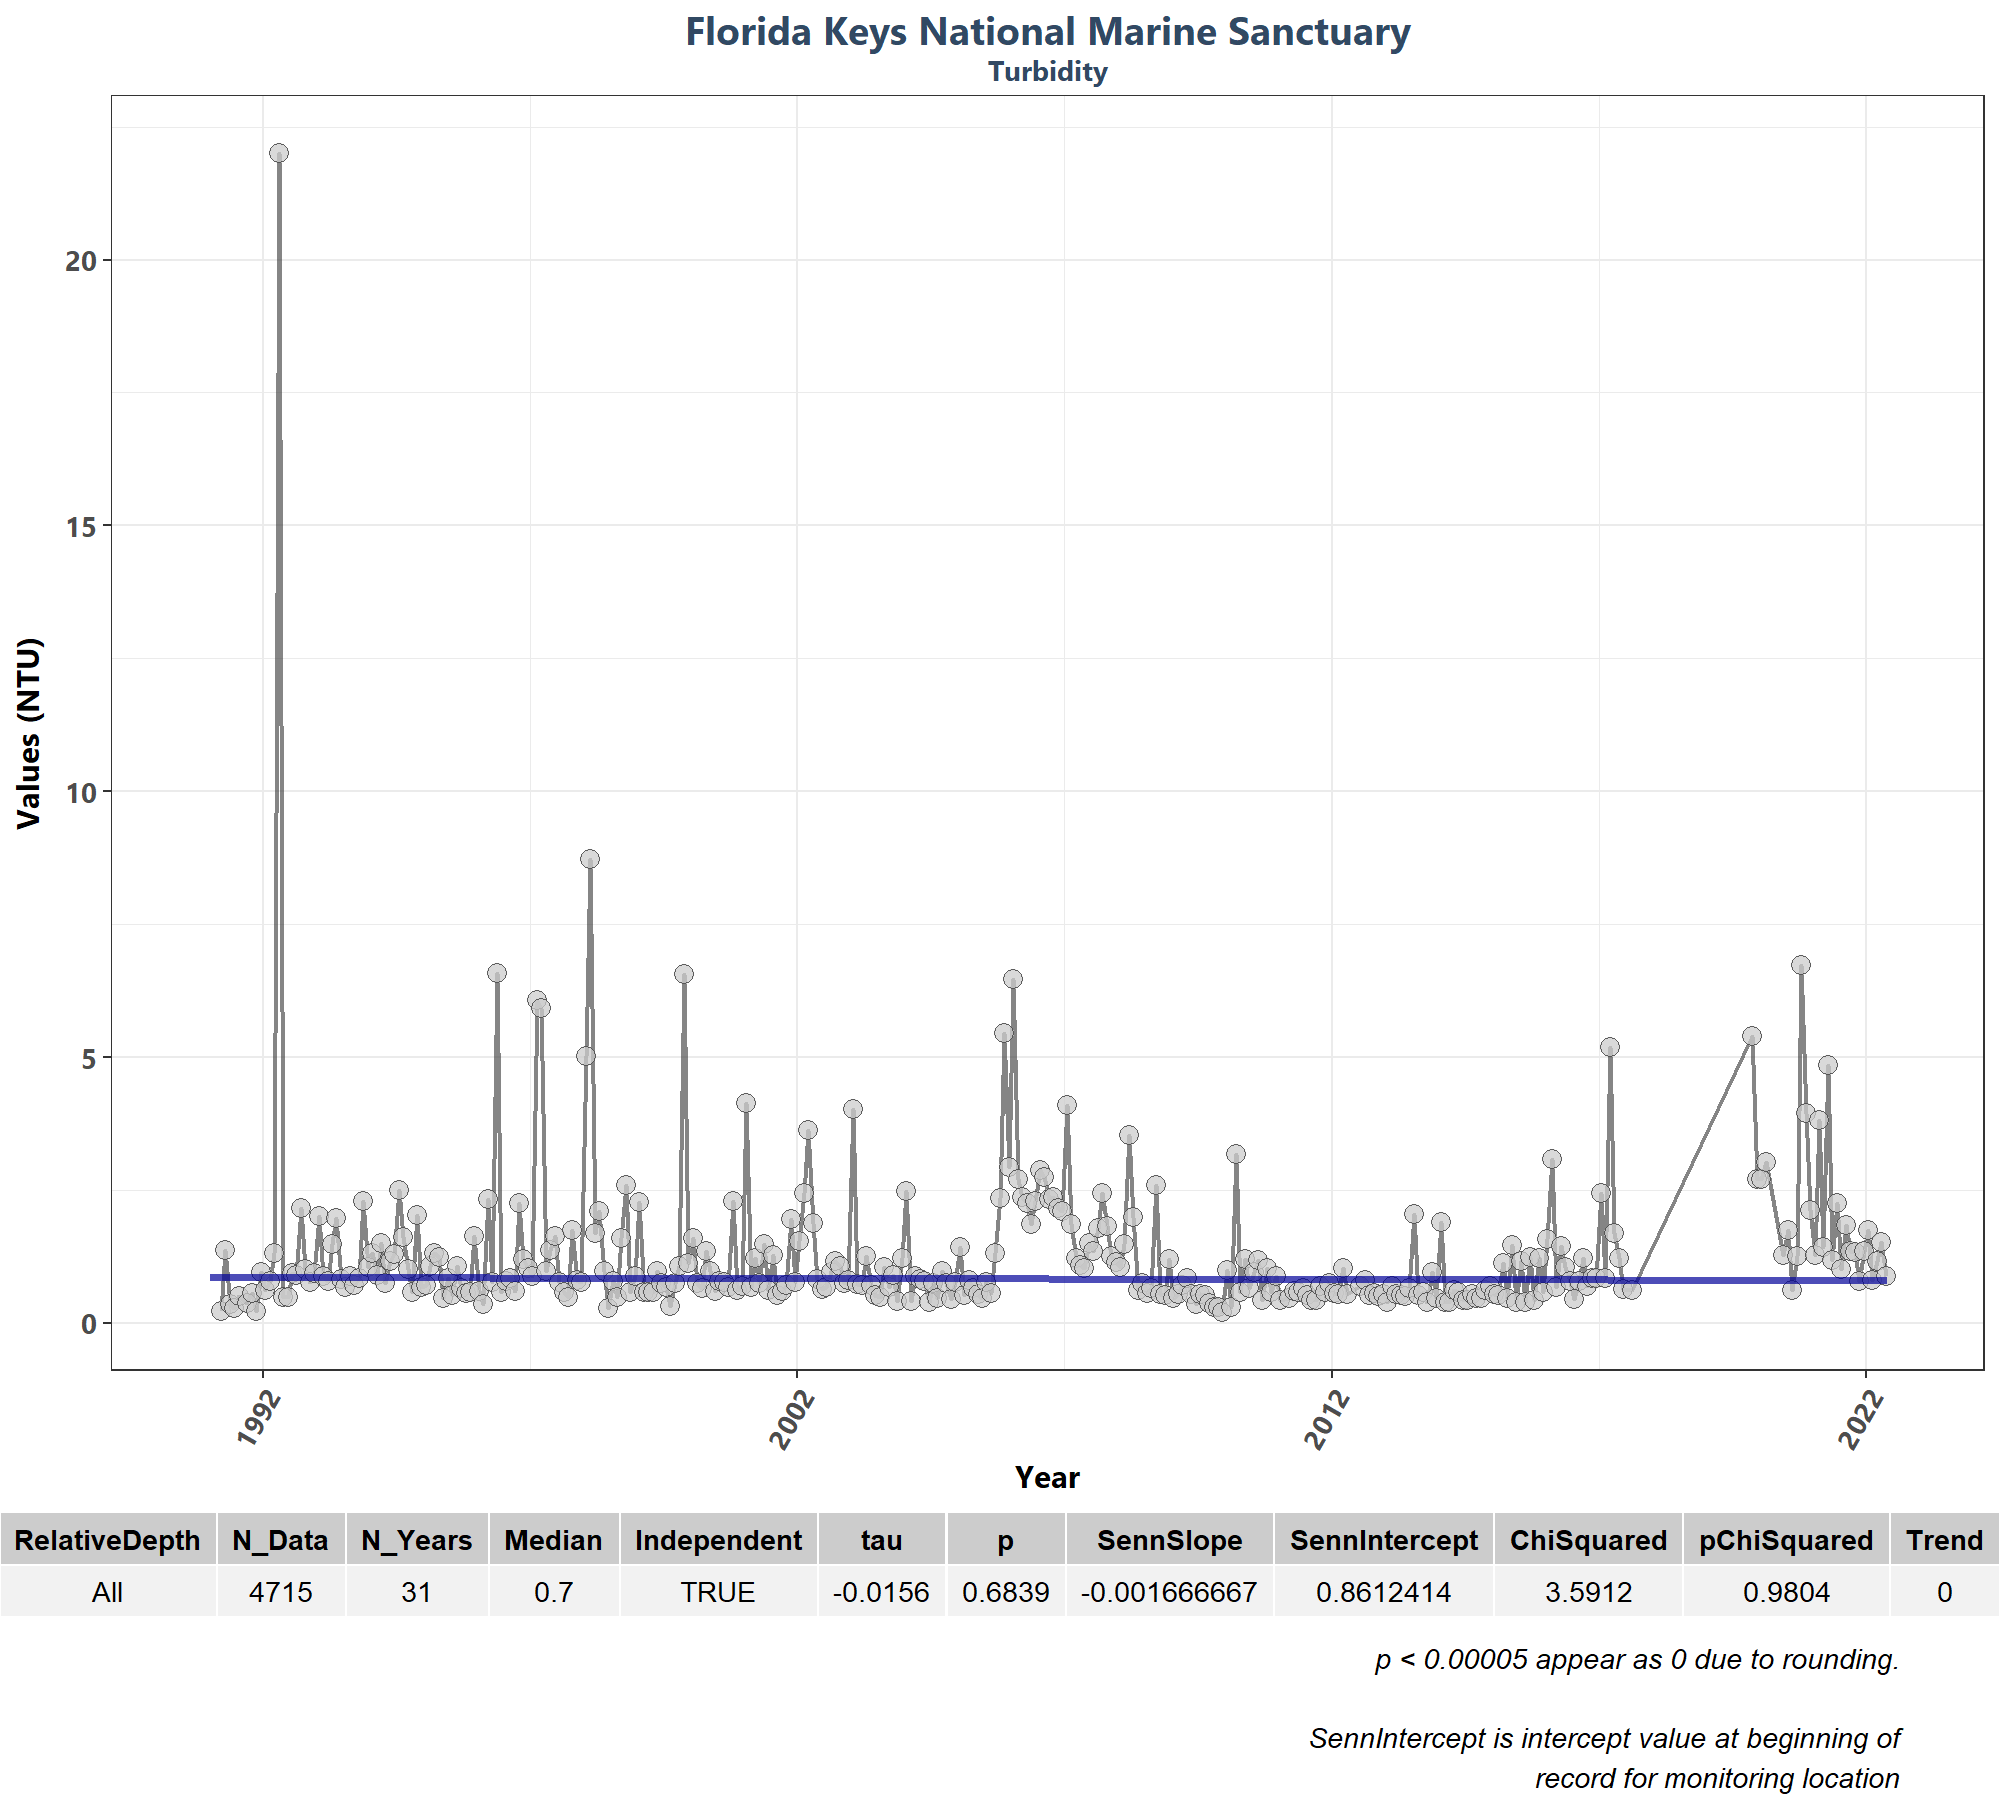 Florida Keys National Marine Sanctuary
Turbidity
Values (NTU)
20
15
10
5
0
1992 2002 2012 2022
Year
RelativeDepth N_Data N_Years Median Independent tau p SennSlope SennIntercept ChiSquared pChiSquared Trend
All 4715 31 0.7 TRUE -0.0156 0.6839 -0.001666667 0.8612414 3.5912 0.9804 0
p < 0.00005 appear as 0 due to rounding.
SennIntercept is intercept value at beginning of
record for monitoring location